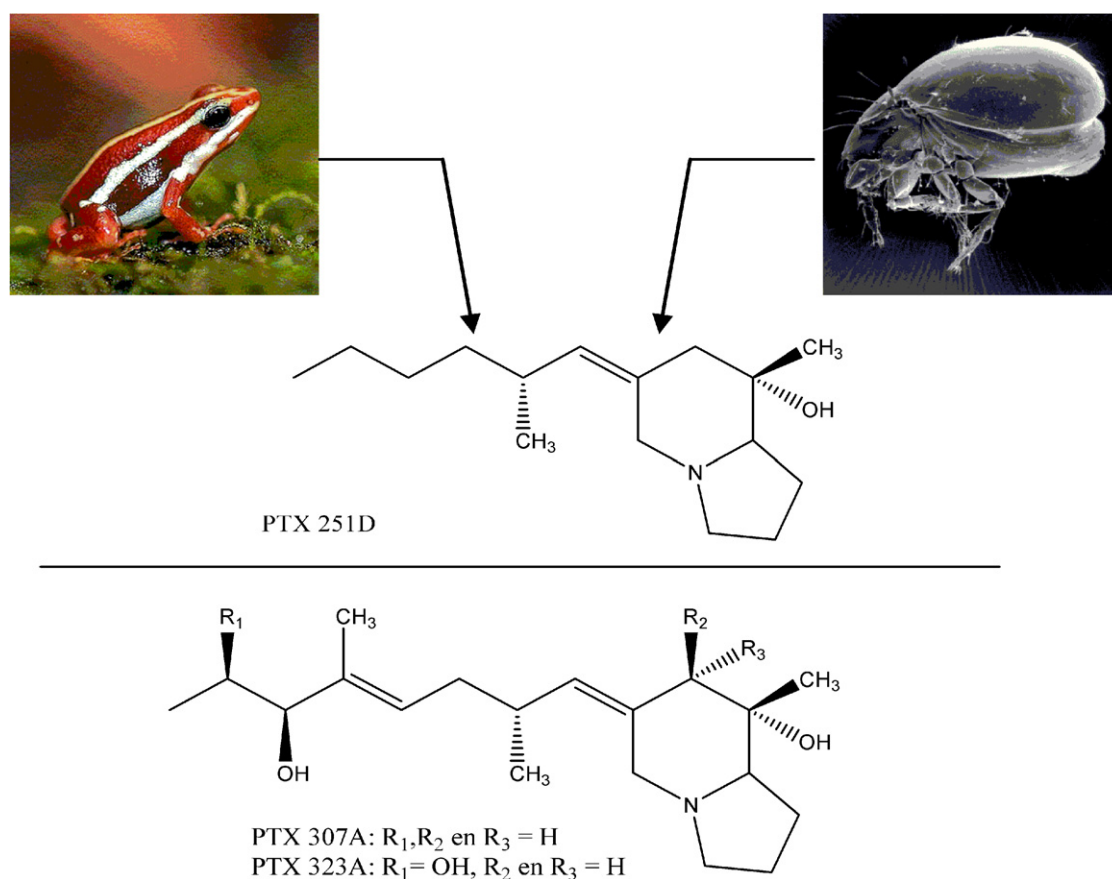 CH₃
OH
CH₃
N
PTX 251D
R₁
CH₃
R₂
R₃
CH₃
OH
OH
CH₃
N
PTX 307A: R₁,R₂ en R₃ = H
PTX 323A: R₁= OH, R₂ en R₃ = H